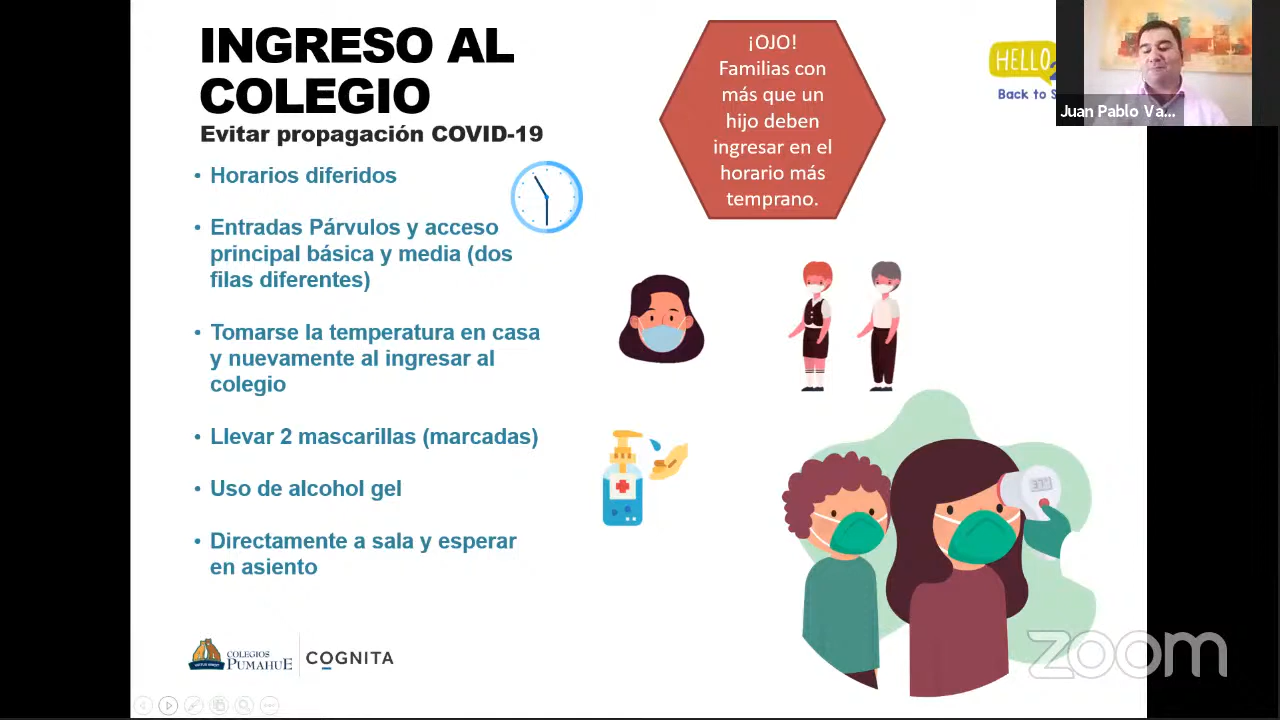 INGRESO AL
COLEGIO
Evitar propagación COVID-19
• Horarios diferidos
• Entradas Párvulos y acceso
principal básica y media (dos
filas diferentes)
• Tomarse la temperatura en casa
y nuevamente al ingresar al
colegio
• Llevar 2 mascarillas (marcadas)
• Uso de alcohol gel
• Directamente a sala y esperar
en asiento
¡OJO!
Familias con
más que un
hijo deben
ingresar en el
horario más
temprano.
HELLO
Back to S
Juan Pablo Va...
COLEGIOS
PUMAHUE
COGNITA
zoom